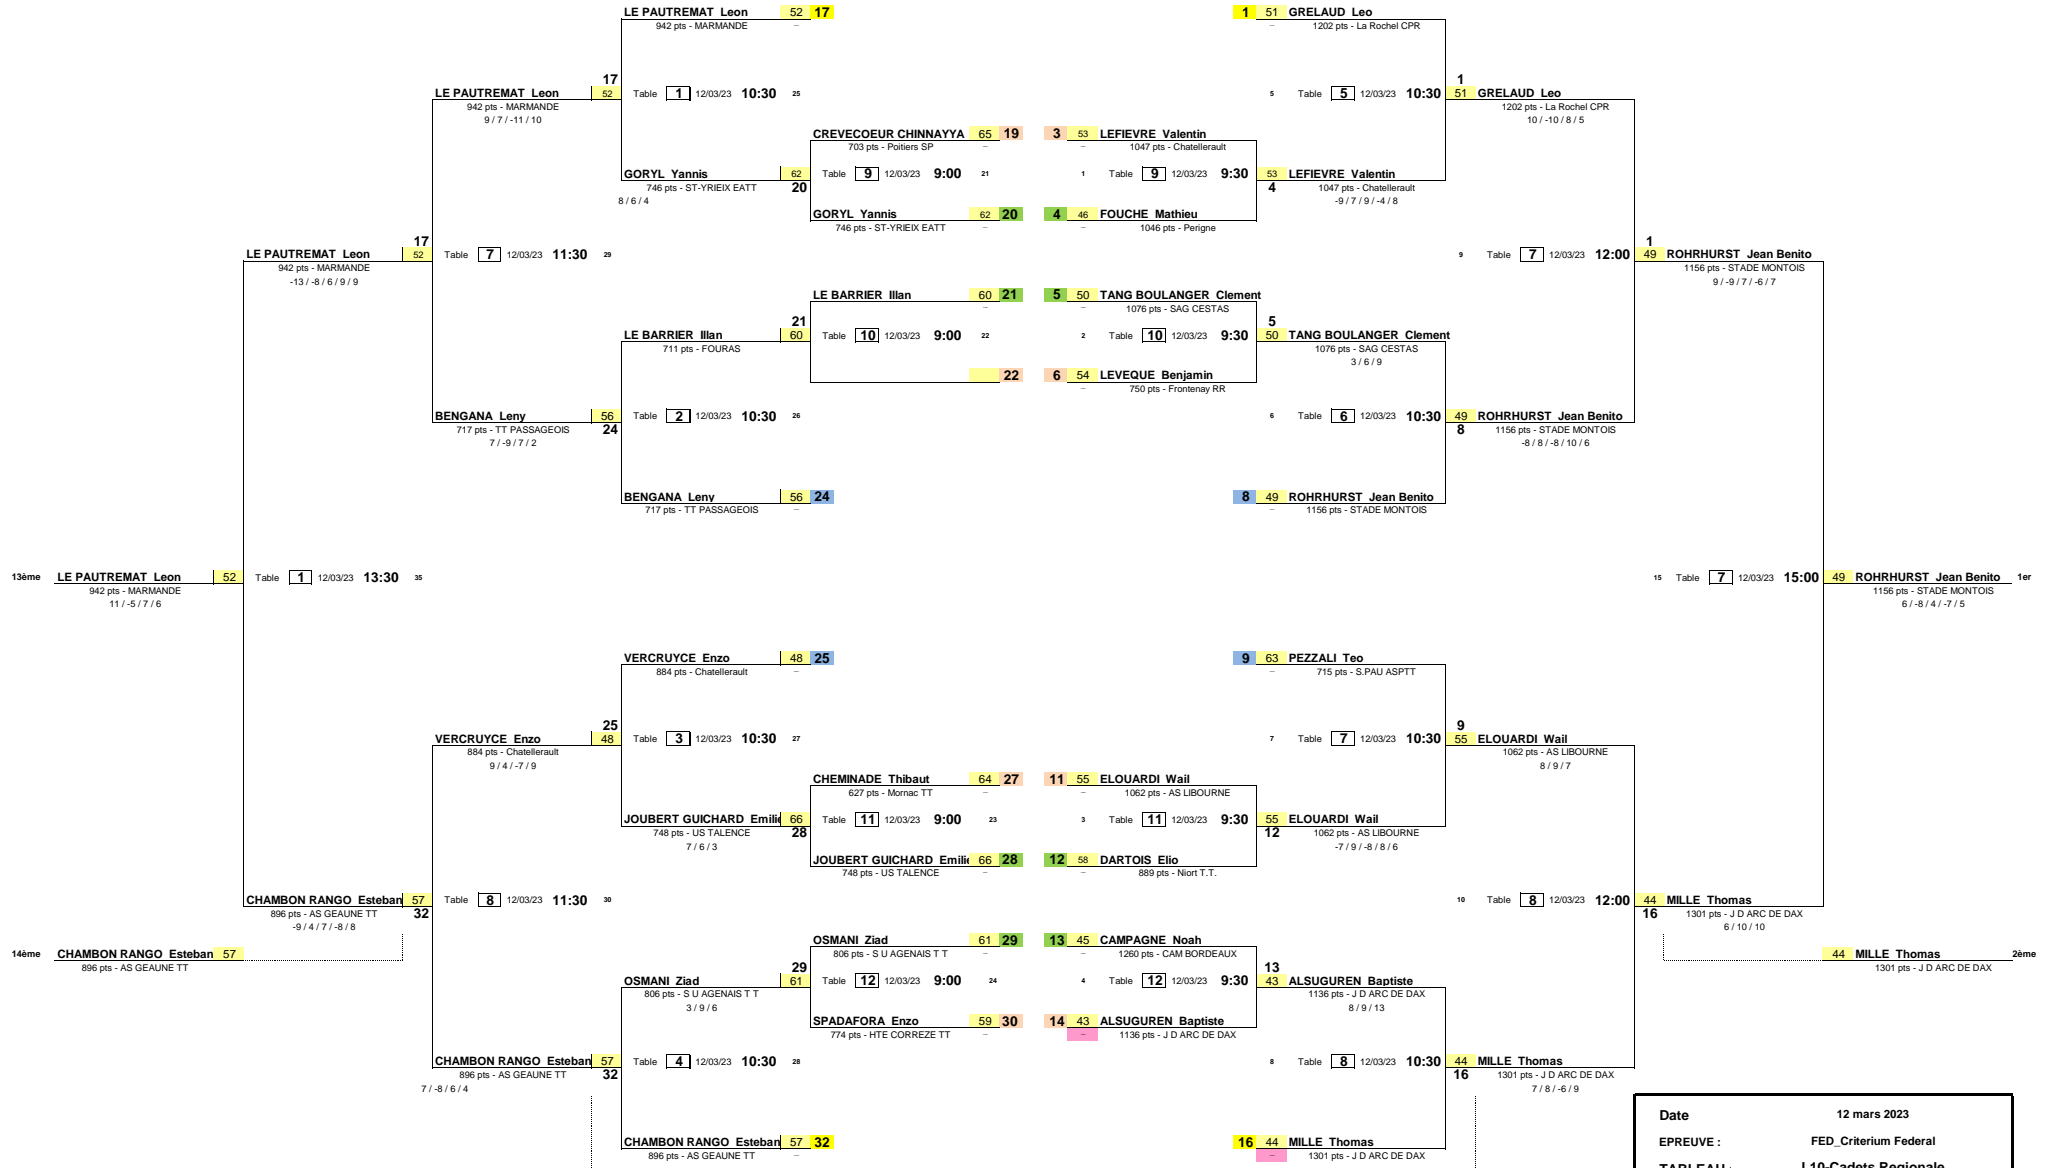 LE PAUTREMAT Leon 52 17 1 51 GRELAUD Leo
942 pts - MARMANDE – – 1202 pts - La Rochel CPR
17 1
LE PAUTREMAT Leon 52 Table 1 12/03/23 10:30 25 5 Table 5 12/03/23 10:30 51 GRELAUD Leo
942 pts - MARMANDE 1202 pts - La Rochel CPR
9 / 7 / -11 / 10 10 / -10 / 8 / 5
CREVECOEUR CHINNAYYA 65 19 3 53 LEFIEVRE Valentin
703 pts - Poitiers SP – – 1047 pts - Chatellerault
GORYL Yannis 62 Table 9 12/03/23 9:00 21 1 Table 9 12/03/23 9:30 53 LEFIEVRE Valentin
746 pts - ST-YRIEIX EATT 20 4 1047 pts - Chatellerault
8 / 6 / 4 -9 / 7 / 9 / -4 / 8
GORYL Yannis 62 20 4 46 FOUCHE Mathieu
746 pts - ST-YRIEIX EATT – – 1046 pts - Perigne
17 1
LE PAUTREMAT Leon 52 Table 7 12/03/23 11:30 29 9 Table 7 12/03/23 12:00 49 ROHRHURST Jean Benito
942 pts - MARMANDE 1156 pts - STADE MONTOIS
-13 / -8 / 6 / 9 / 9 9 / -9 / 7 / -6 / 7
LE BARRIER Illan 60 21 5 50 TANG BOULANGER Clement
– – 1076 pts - SAG CESTAS
21 5
LE BARRIER Illan 60 Table 10 12/03/23 9:00 22 2 Table 10 12/03/23 9:30 50 TANG BOULANGER Clement
711 pts - FOURAS 1076 pts - SAG CESTAS
3 / 6 / 9
22 6 54 LEVEQUE Benjamin
– 750 pts - Frontenay RR
BENGANA Leny 56 Table 2 12/03/23 10:30 26 6 Table 6 12/03/23 10:30 49 ROHRHURST Jean Benito
717 pts - TT PASSAGEOIS 24 8 1156 pts - STADE MONTOIS
7 / -9 / 7 / 2 -8 / 8 / -8 / 10 / 6
BENGANA Leny 56 24 8 49 ROHRHURST Jean Benito
717 pts - TT PASSAGEOIS – – 1156 pts - STADE MONTOIS
13ème LE PAUTREMAT Leon 52 Table 1 12/03/23 13:30 35 15 Table 7 12/03/23 15:00 49 ROHRHURST Jean Benito 1er
942 pts - MARMANDE 1156 pts - STADE MONTOIS
11 / -5 / 7 / 6 6 / -8 / 4 / -7 / 5
VERCRUYCE Enzo 48 25 9 63 PEZZALI Teo
884 pts - Chatellerault – – 715 pts - S.PAU ASPTT
25 9
VERCRUYCE Enzo 48 Table 3 12/03/23 10:30 27 7 Table 7 12/03/23 10:30 55 ELOUARDI Wail
884 pts - Chatellerault 1062 pts - AS LIBOURNE
9 / 4 / -7 / 9 8 / 9 / 7
CHEMINADE Thibaut 64 27 11 55 ELOUARDI Wail
627 pts - Mornac TT – – 1062 pts - AS LIBOURNE
JOUBERT GUICHARD Emilie 66 Table 11 12/03/23 9:00 23 3 Table 11 12/03/23 9:30 55 ELOUARDI Wail
748 pts - US TALENCE 28 12 1062 pts - AS LIBOURNE
7 / 6 / 3 -7 / 9 / -8 / 8 / 6
JOUBERT GUICHARD Emilie 66 28 12 58 DARTOIS Elio
748 pts - US TALENCE – – 889 pts - Niort T.T.
CHAMBON RANGO Esteban 57 Table 8 12/03/23 11:30 30 10 Table 8 12/03/23 12:00 44 MILLE Thomas
896 pts - AS GEAUNE TT 32 16 1301 pts - J D ARC DE DAX
-9 / 4 / 7 / -8 / 8 6 / 10 / 10
OSMANI Ziad 61 29 13 45 CAMPAGNE Noah
14ème CHAMBON RANGO Esteban 57 806 pts - S U AGENAIS T T – – 1260 pts - CAM BORDEAUX 44 MILLE Thomas 2ème
896 pts - AS GEAUNE TT 29 13 1301 pts - J D ARC DE DAX
OSMANI Ziad 61 Table 12 12/03/23 9:00 24 4 Table 12 12/03/23 9:30 43 ALSUGUREN Baptiste
806 pts - S U AGENAIS T T 1136 pts - J D ARC DE DAX
3 / 9 / 6 8 / 9 / 13
SPADAFORA Enzo 59 30 14 43 ALSUGUREN Baptiste
774 pts - HTE CORREZE TT – – 1136 pts - J D ARC DE DAX
CHAMBON RANGO Esteban 57 Table 4 12/03/23 10:30 28 8 Table 8 12/03/23 10:30 44 MILLE Thomas
896 pts - AS GEAUNE TT 32 16 1301 pts - J D ARC DE DAX
7 / -8 / 6 / 4 7 / 8 / -6 / 9
Date 12 mars 2023
EPREUVE : FED_Criterium Federal
CHAMBON RANGO Esteban 57 32 16 44 MILLE Thomas
896 pts - AS GEAUNE TT – – 1301 pts - J D ARC DE DAX
TABLEAU : L10-Cadets Regionale